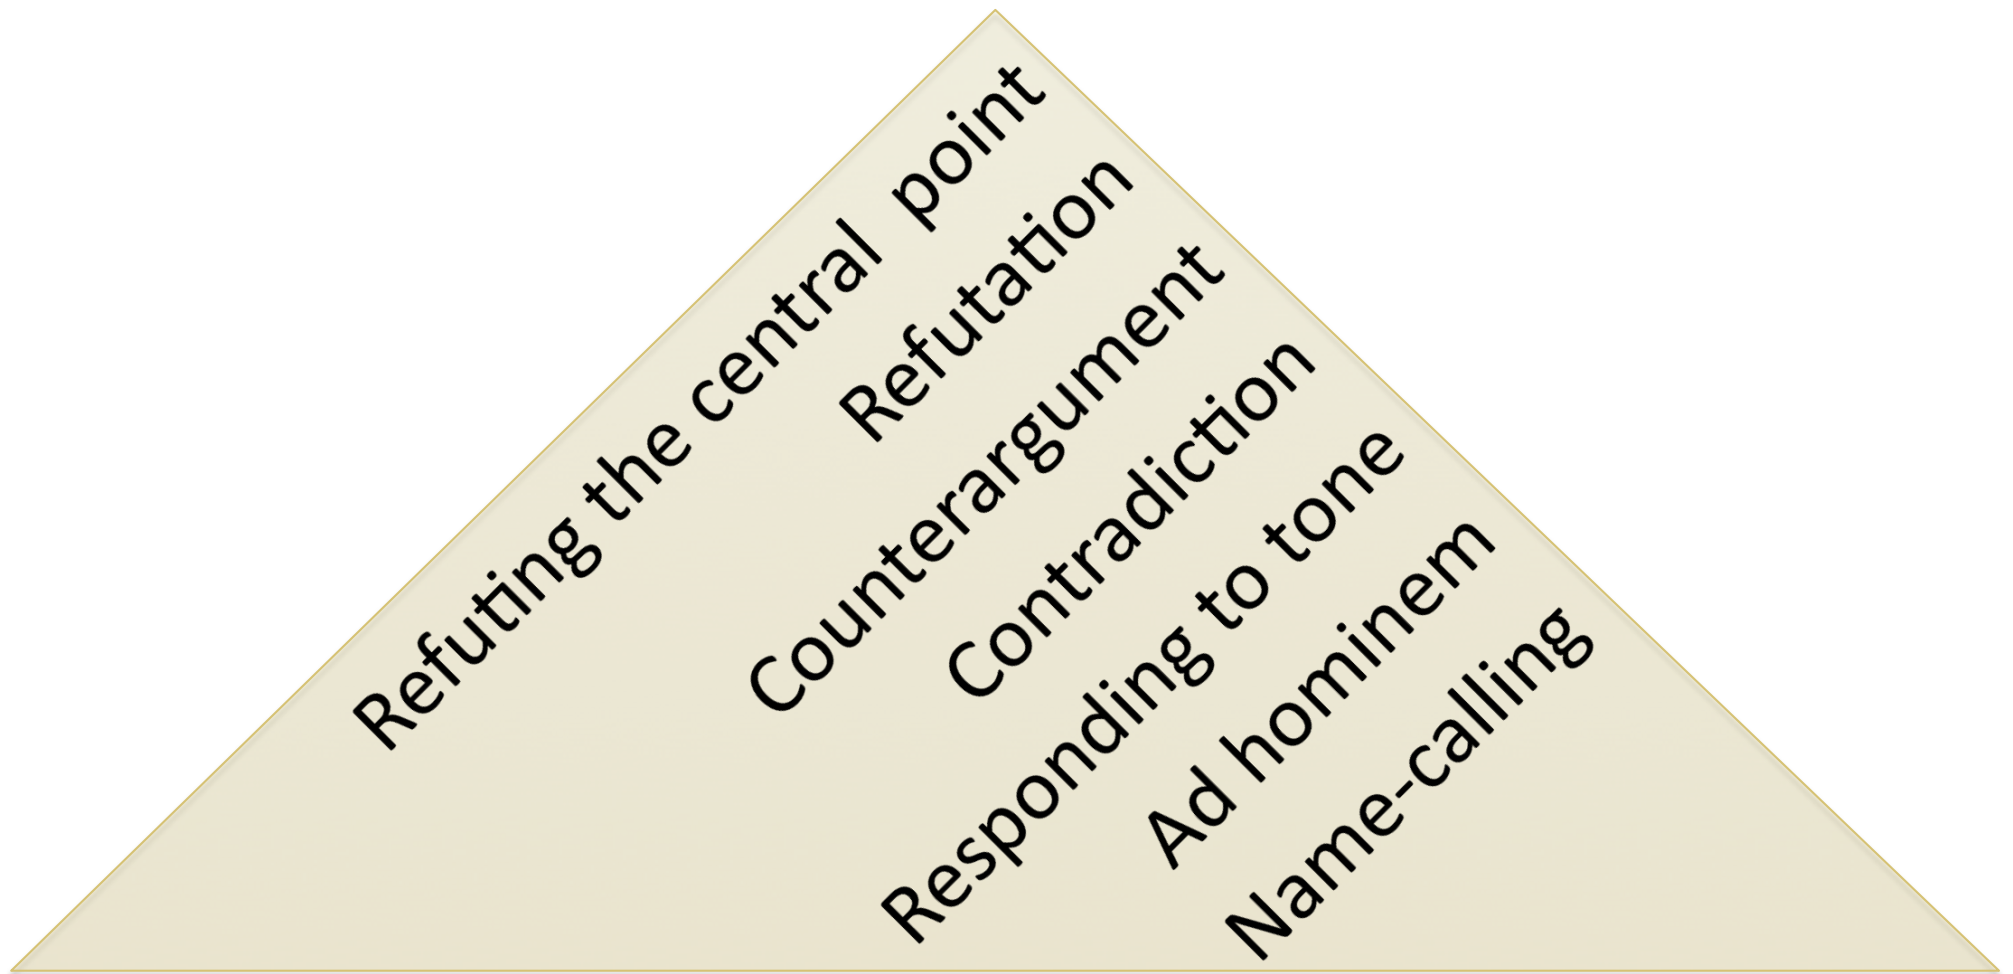 Refuting the central point
Refutation
Counterargument
Contradiction
Responding to tone
Ad hominem
Name-calling